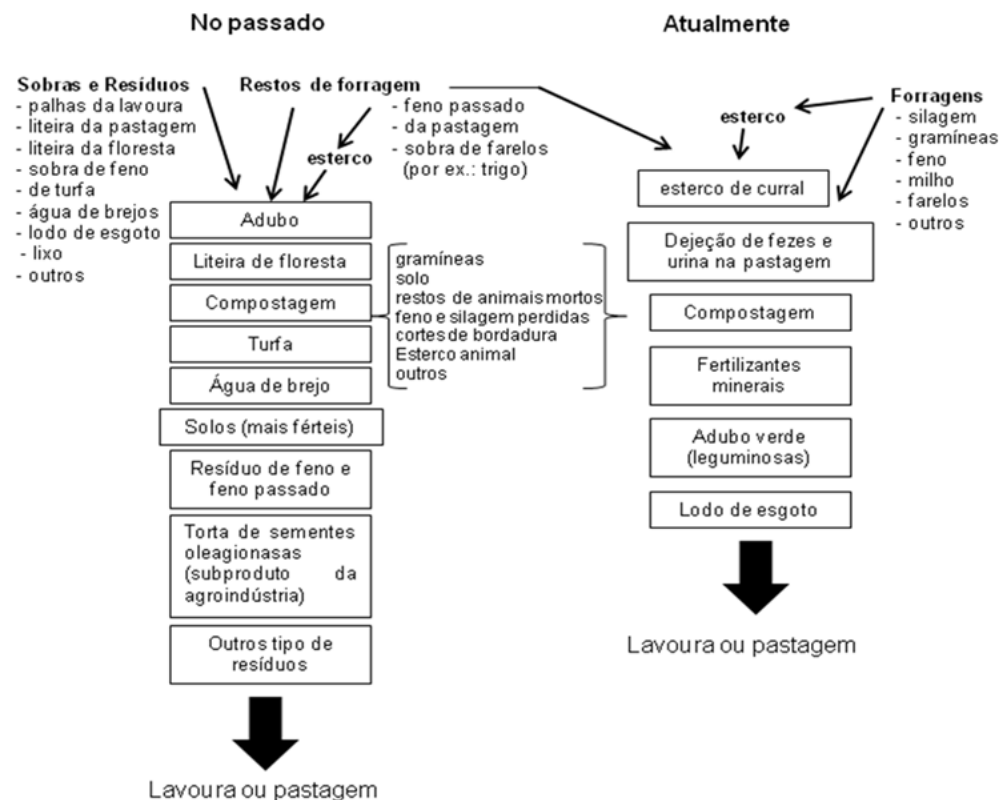 No passado
Atualmente
Sobras e Resíduos
- palhas da lavoura
- liteira da pastagem
- liteira da floresta
- sobra de feno
- de turfa
- água de brejos
- lodo de esgoto
- lixo
- outros
Restos de forragem
- feno passado
- da pastagem
- sobra de farelos
(por ex.: trigo)
esterco
Adubo
Liteira de floresta
Compostagem
Turfa
Água de brejo
Solos (mais férteis)
Resíduo de feno e
feno passado
Torta de sementes
oleagionasas
(subproduto da
agroindústria)
Outros tipo de
resíduos
Lavoura ou pastagem
gramíneas
solo
restos de animais mortos
feno e silagem perdidas
cortes de bordadura
Esterco animal
outros
esterco
Forragens
- silagem
- gramíneas
- feno
- milho
- farelos
- outros
esterco de curral
Dejeção de fezes e
urina na pastagem
Compostagem
Fertilizantes
minerais
Adubo verde
(leguminosas)
Lodo de esgoto
Lavoura ou pastagem